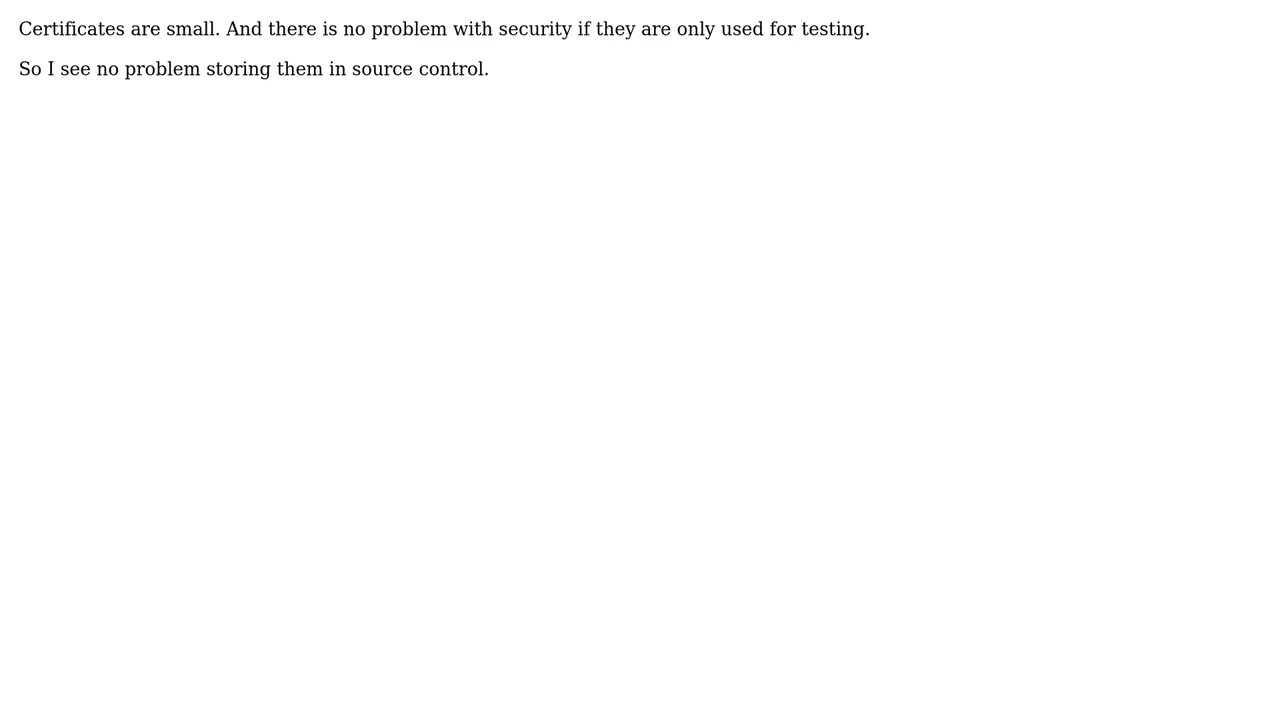 Certificates are small. And there is no problem with security if they are only used for testing.
So I see no problem storing them in source control.